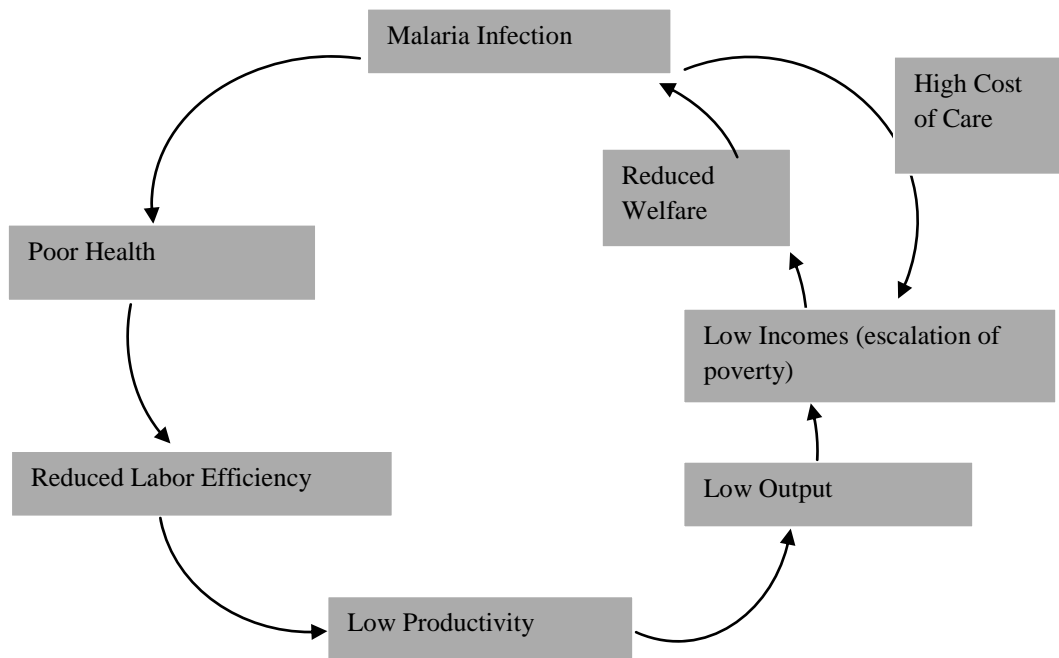 Malaria Infection
High Cost
of Care
Reduced
Welfare
Poor Health
Low Incomes (escalation of
poverty)
Reduced Labor Efficiency
Low Output
Low Productivity